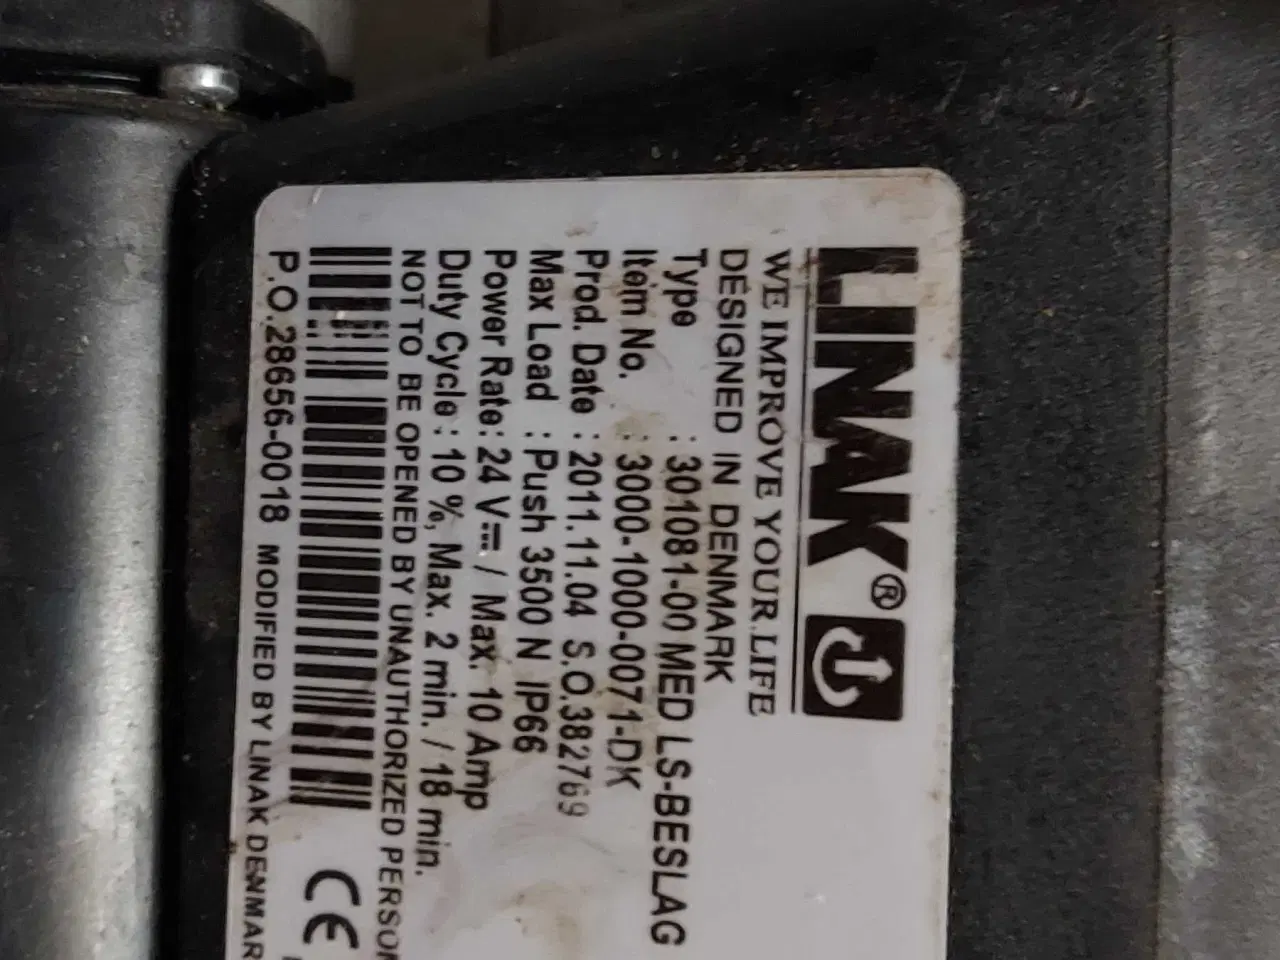 LINAK®
WE IMPROVE YOUR LIFE
DESIGNED IN DENMARK
Type : 301081-00 MED LS-BESLAG
Item No. : 3000-1000-0071-DK
Prod. Date : 2011.11.04 S.O.382769
Max Load : Push 3500 N IP66
Power Rate: 24 V⎓ / Max. 10 Amp
Duty Cycle : 10 %, Max. 2 min. / 18 min.
NOT TO BE OPENED BY UNAUTHORIZED PERSON
CE
P.O.28656-0018 MODIFIED BY LINAK DENMAR